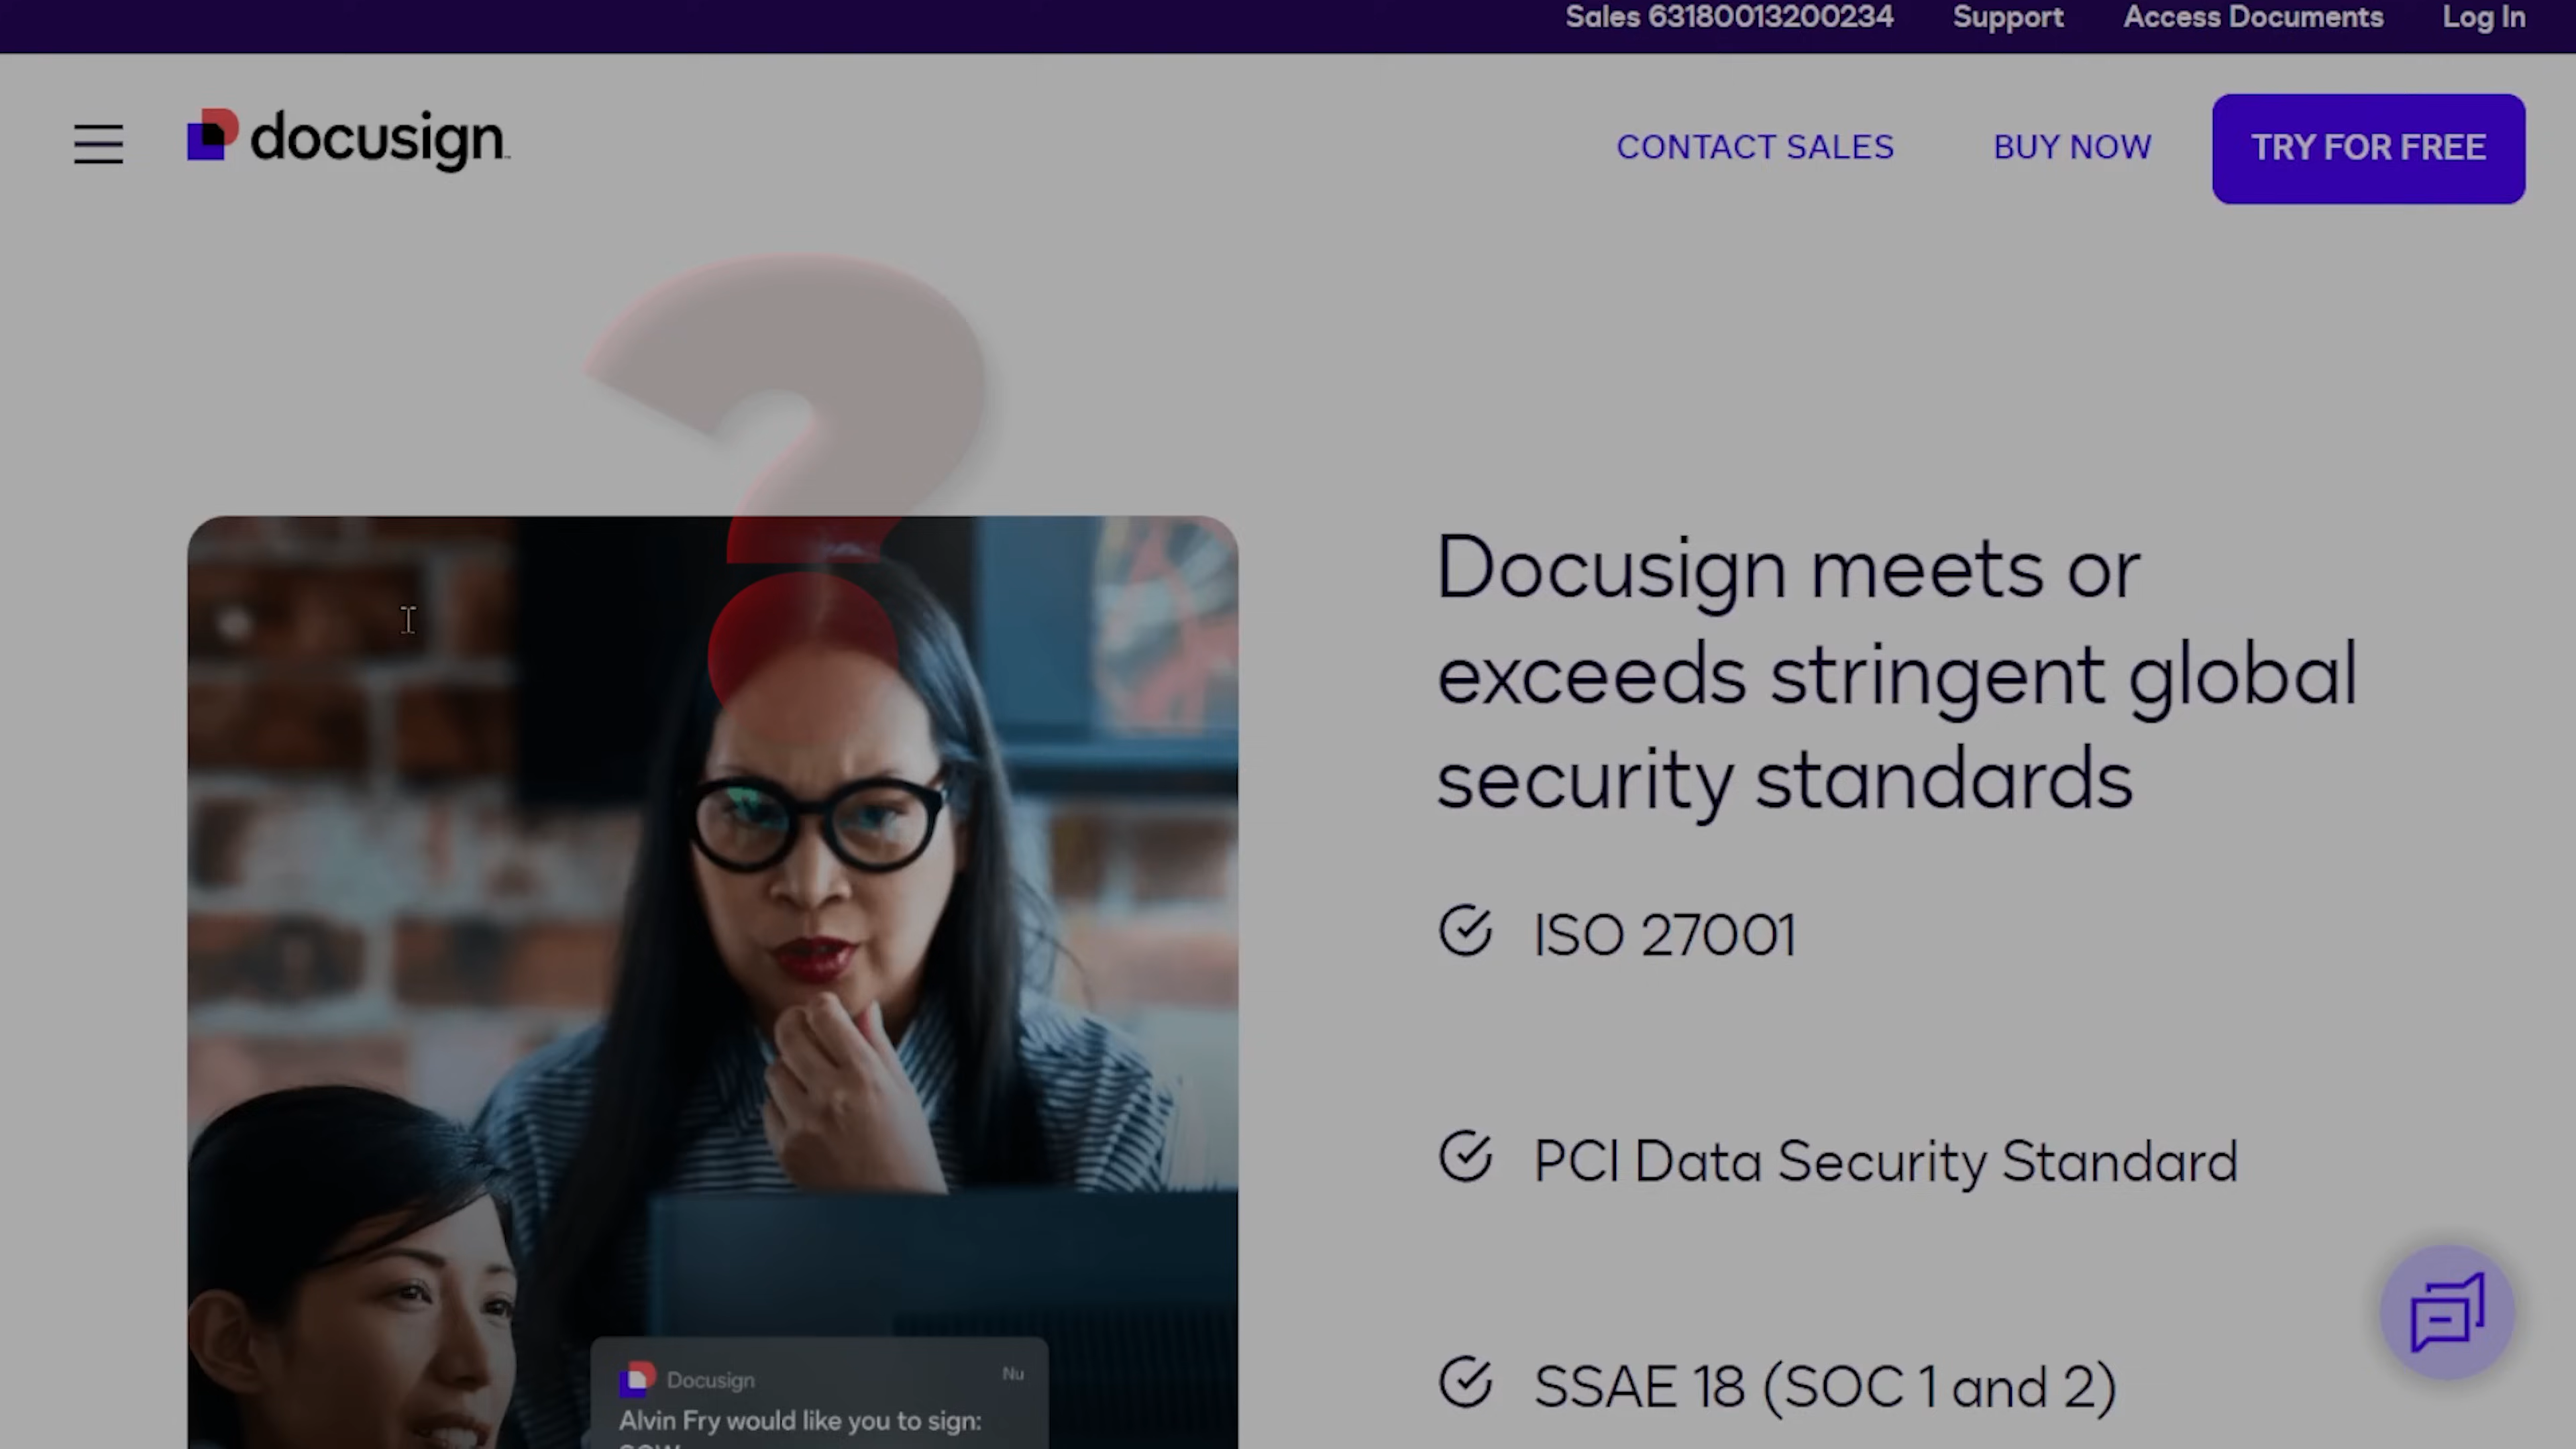 Sales 63180013200234 Support Access Documents Log In
docusign
CONTACT SALES BUY NOW TRY FOR FREE
?
Docusign meets or
exceeds stringent global
security standards
ISO 27001
PCI Data Security Standard
SSAE 18 (SOC 1 and 2)
Docusign Nu
Alvin Fry would like you to sign: